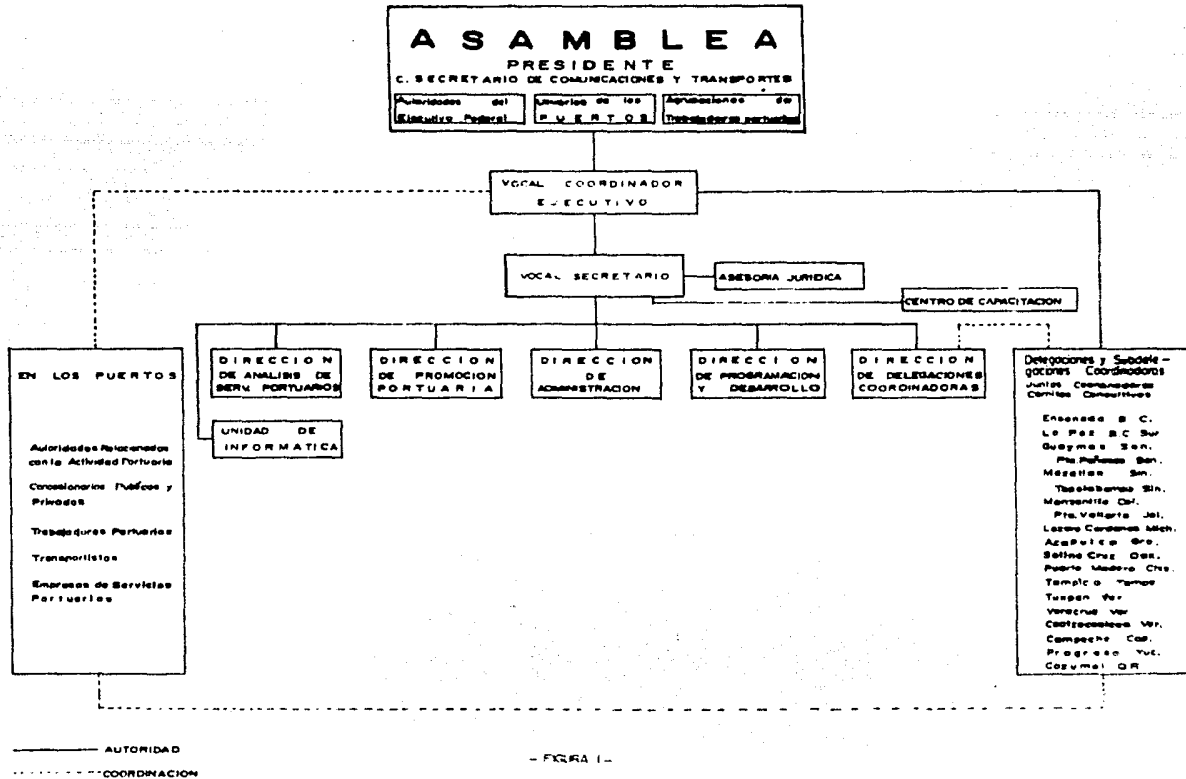 ASAMBLEA
PRESIDENTE
C. SECRETARIO DE COMUNICACIONES Y TRANSPORTES
Autoridades del
Ejecutivo Federal
Usuarios de los
PUERTOS
Agrupaciones de
Trabajadores portuarios
VOCAL COORDINADOR
EJECUTIVO
VOCAL SECRETARIO
ASESORIA JURIDICA
CENTRO DE CAPACITACION
EN LOS PUERTOS
Autoridades Relacionadas
con la Actividad Portuaria
Concesionarios Publicos y
Privados
Trabajadores Portuarios
Transportistas
Empresas de Servicios
Portuarios
DIRECCION
DE ANALISIS DE
SERV. PORTUARIOS
DIRECCION
DE PROMOCION
PORTUARIA
DIRECCION
DE
ADMINISTRACION
DIRECCION
DE PROGRAMACION
Y DESARROLLO
DIRECCION
DE DELEGACIONES
COORDINADORAS
UNIDAD DE
INFORMATICA
Delegaciones y Subdele-
gaciones Coordinadoras
Juntas Coordinadoras
Comites Consultivos
Ensenada B C.
La Paz B.C Sur
Guaymas Son.
Pto. Peñasco Son.
Mazatlan Sin.
Topolobampo Sin.
Manzanillo Col.
Pto. Vallarta Jal.
Lazaro Cardenas Mich.
Acapulco Gro.
Salina Cruz Oax.
Puerto Madero Chis.
Tampico Tamps
Tuxpan Ver
Veracruz Ver
Coatzacoalcos Ver.
Campeche Cam.
Progreso Yuc.
Cozumel Q R
AUTORIDAD
COORDINACION
- FIGURA I -